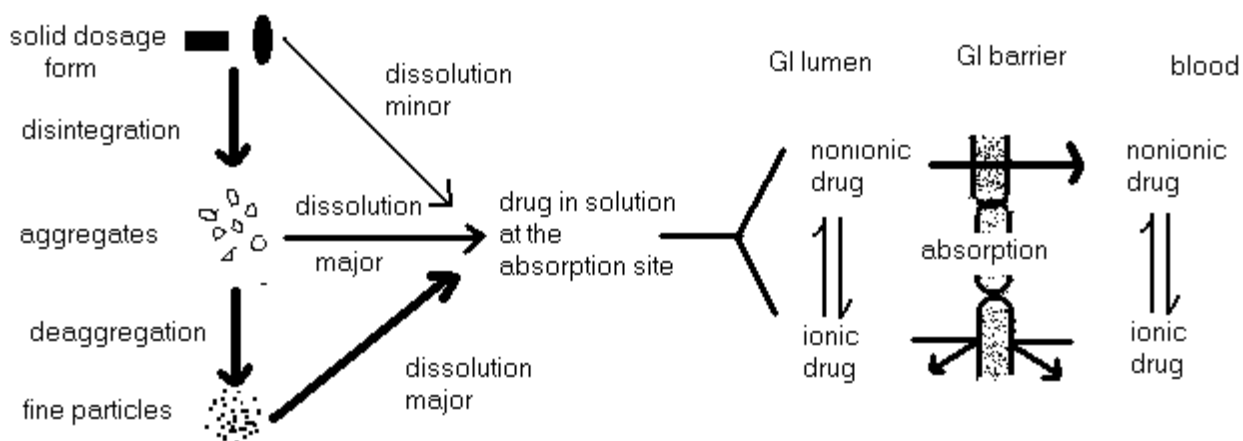 solid dosage
form
disintegration
aggregates
deaggregation
fine particles
dissolution
minor
dissolution
major
dissolution
major
drug in solution
at the
absorption site
GI lumen
GI barrier
blood
nonionic
drug
nonionic
drug
absorption
ionic
drug
ionic
drug